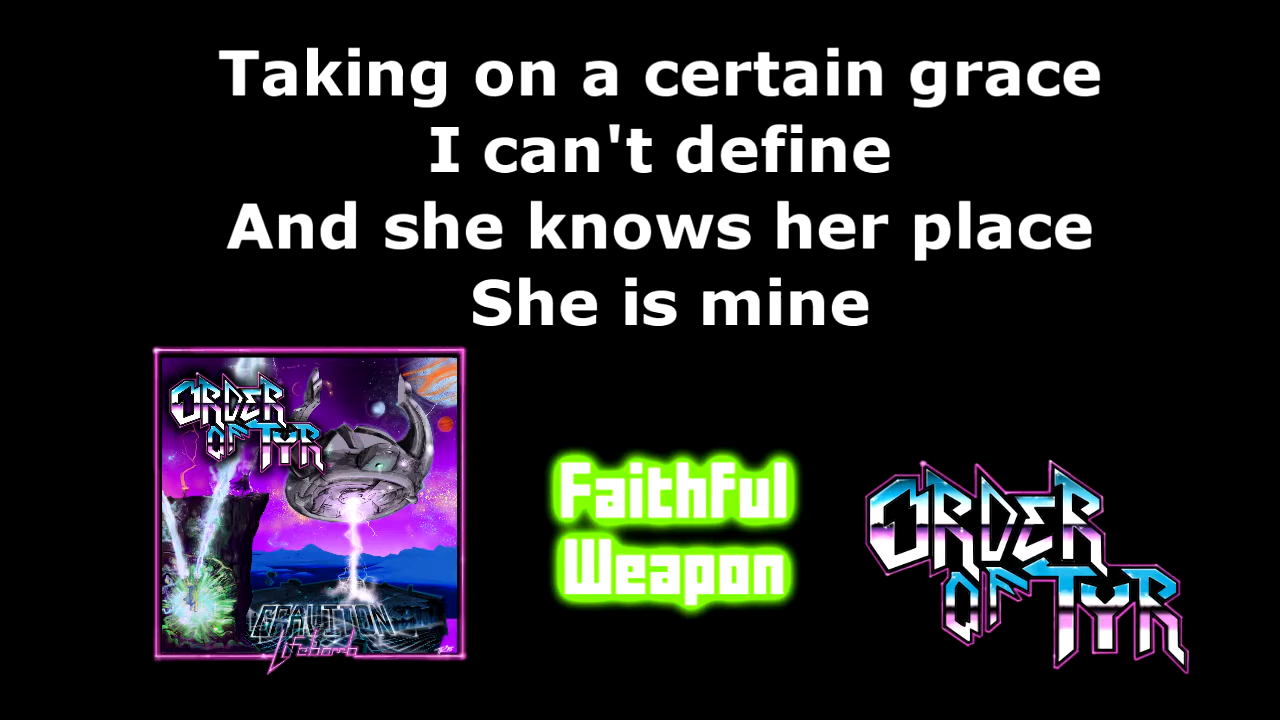 Taking on a certain grace
I can't define
And she knows her place
She is mine
ORDER
OF TYR
GRAVITON
Faithful
Weapon
ORDER
OF TYR